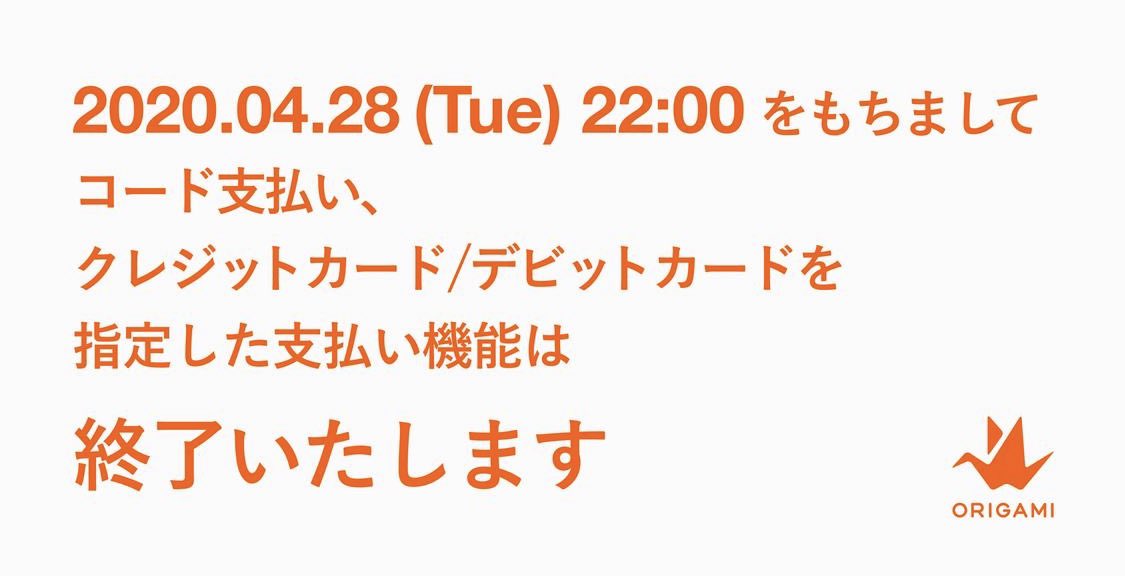 2020.04.28 (Tue) 22:00 をもちまして
コード支払い、
クレジットカード/デビットカードを
指定した支払い機能は
終了いたします
ORIGAMI